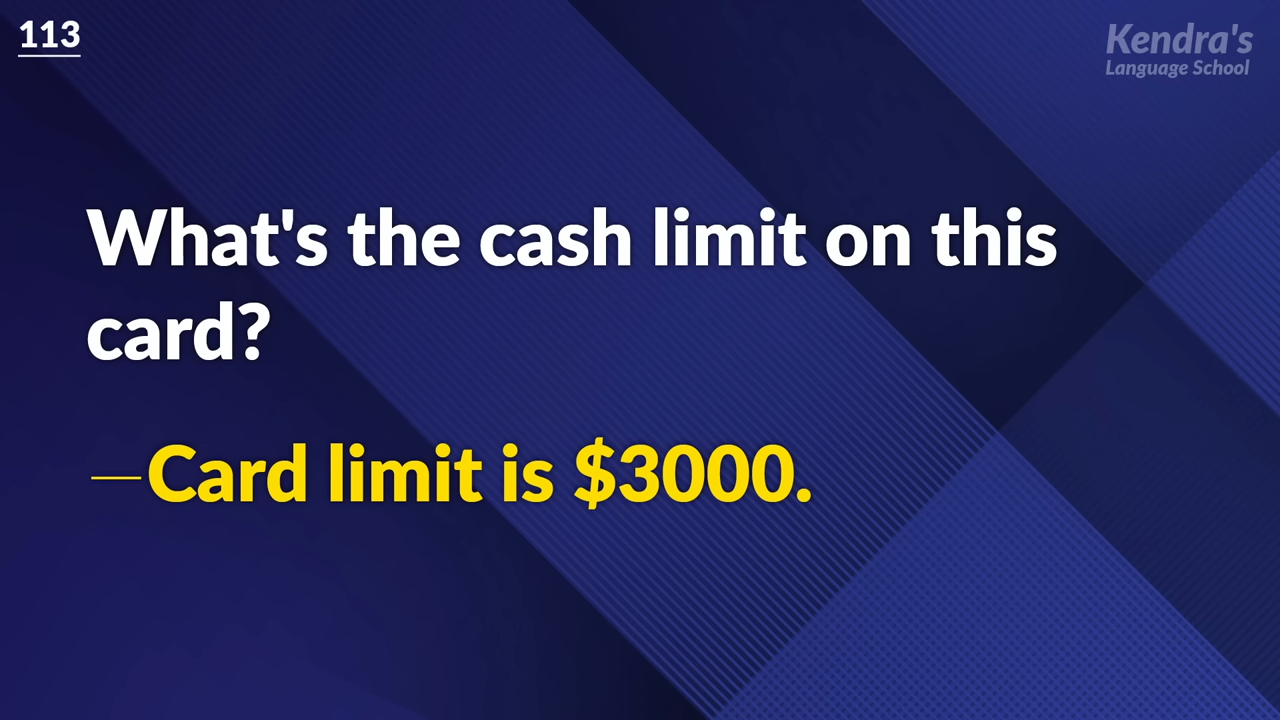 113
Kendra's
Language School
What's the cash limit on this
card?
—Card limit is $3000.